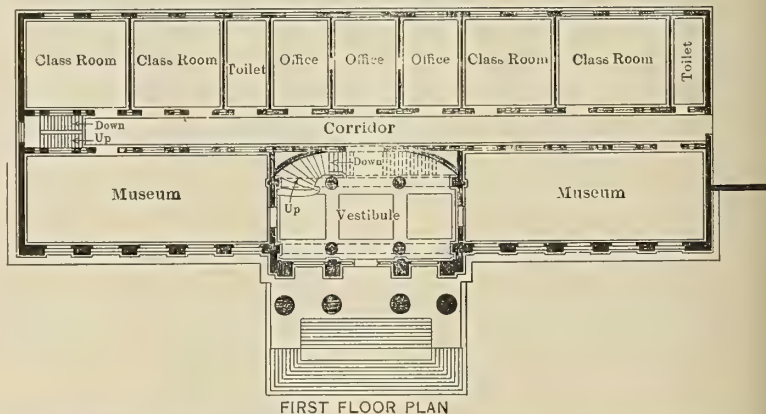 Class Room Class Room Toilet Office Office Office Class Room Class Room Toilet
Down
Up
Corridor
Down
Museum
Up
Vestibule
Museum
FIRST FLOOR PLAN